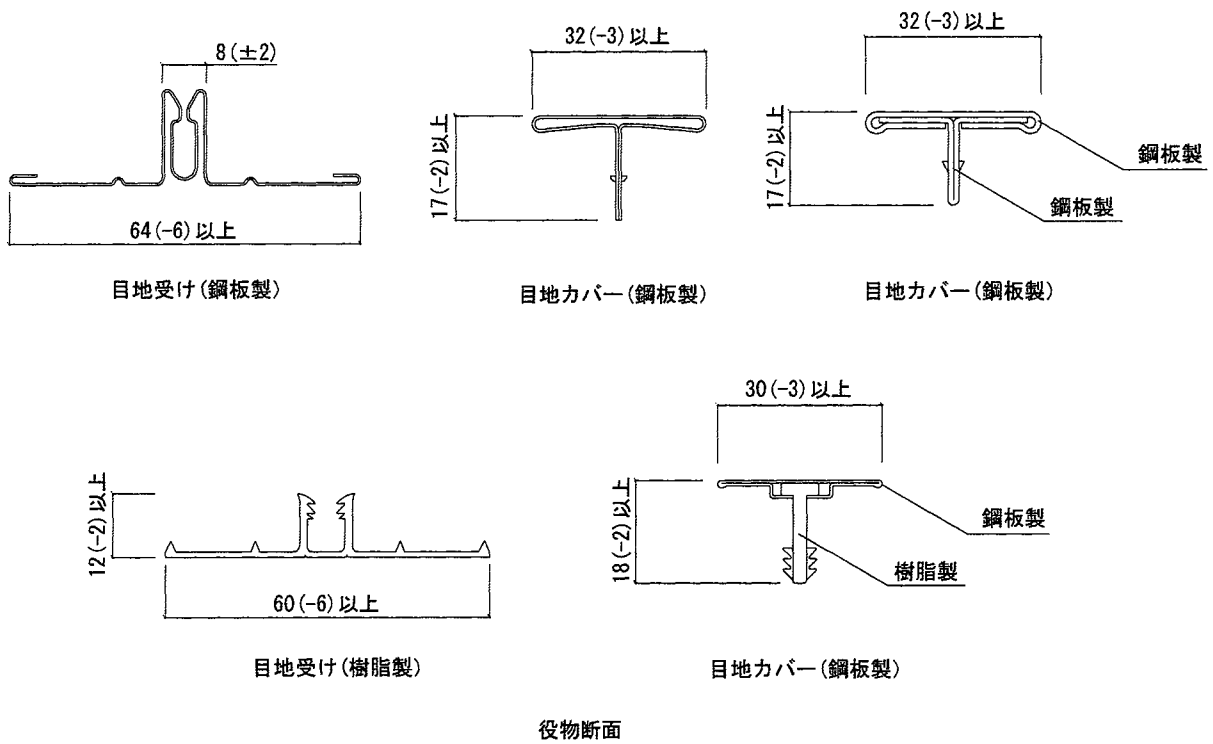 8(±2)
64(-6)以上
目地受け(鋼板製)
32(-3)以上
17(-2)以上
目地カバー(鋼板製)
32(-3)以上
17(-2)以上
鋼板製
鋼板製
目地カバー(鋼板製)
12(-2)以上
60(-6)以上
目地受け(樹脂製)
30(-3)以上
18(-2)以上
鋼板製
樹脂製
目地カバー(鋼板製)
役物断面